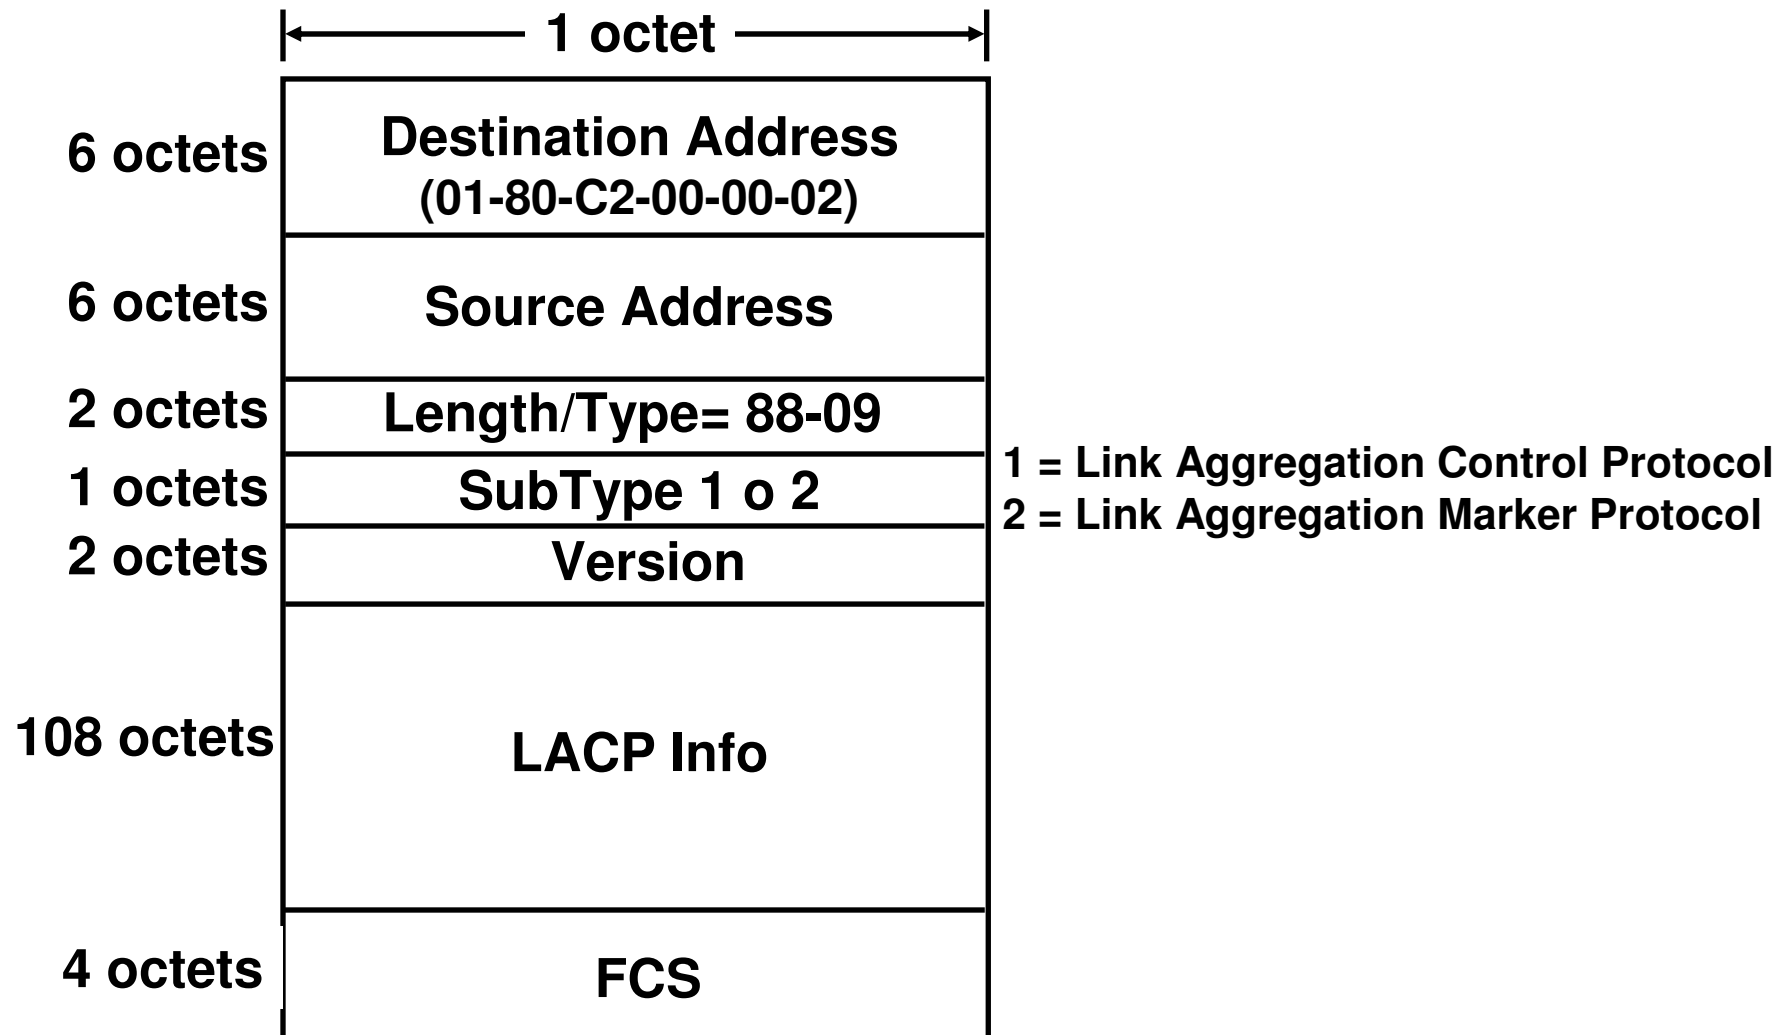 1 octet
6 octets
Destination Address
(01-80-C2-00-00-02)
6 octets
Source Address
2 octets
Length/Type= 88-09
1 octets
SubType 1 o 2
1 = Link Aggregation Control Protocol
2 = Link Aggregation Marker Protocol
2 octets
Version
108 octets
LACP Info
4 octets
FCS